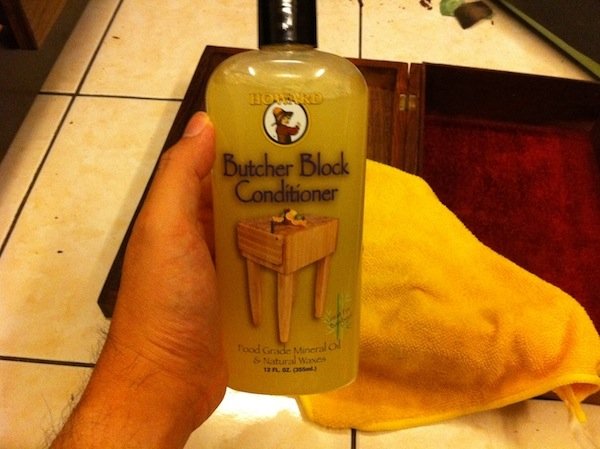 HOWARD
Butcher Block
Conditioner
Food Grade Mineral Oil
& Natural Waxes
12 FL. OZ. (355mL)